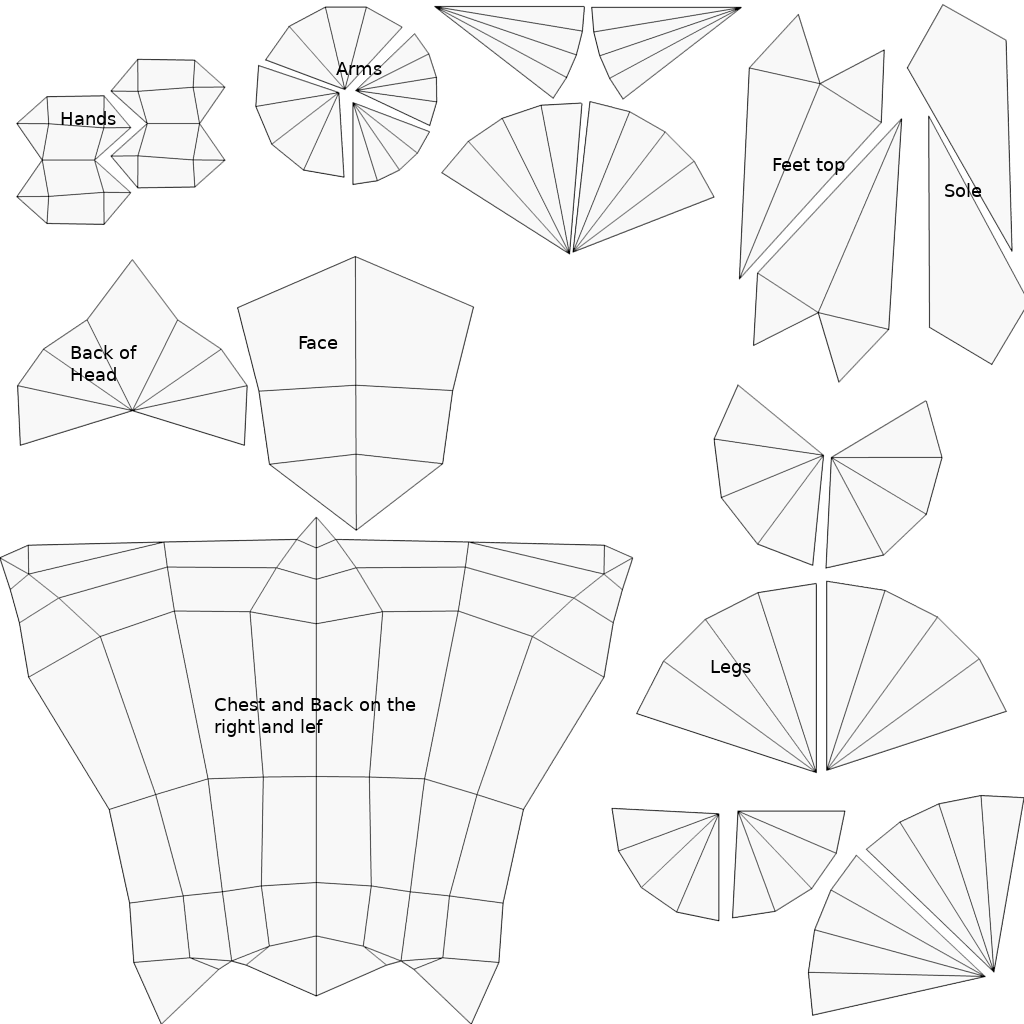 Arms
Hands
Feet top
Sole
Face
Back of
Head
Legs
Chest and Back on the
right and lef